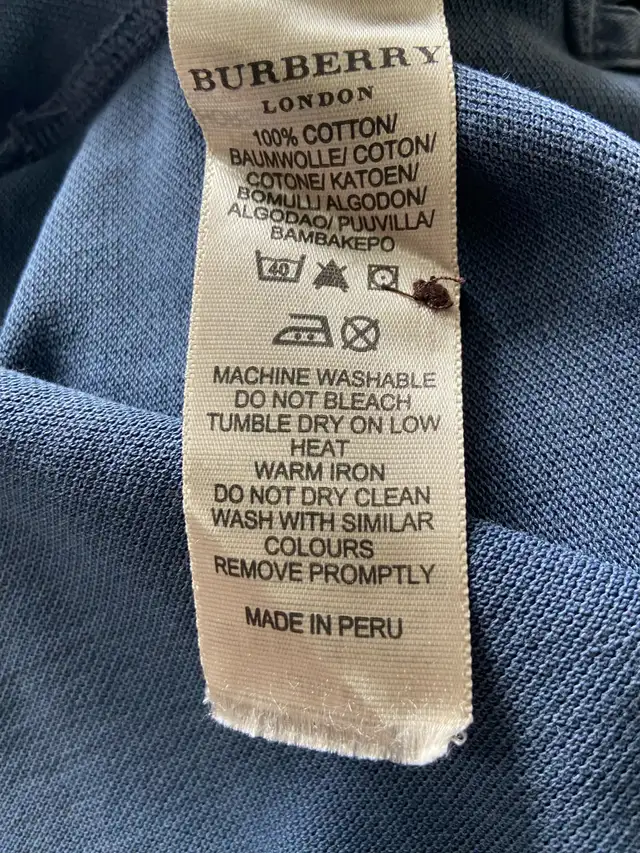 BURBERRY
LONDON
100% COTTON/
BAUMWOLLE/ COTON/
COTONE/ KATOEN/
BOMULL/ ALGODON/
ALGODAO/ PUUVILLA/
BAMBAKEPO
40
MACHINE WASHABLE
DO NOT BLEACH
TUMBLE DRY ON LOW
HEAT
WARM IRON
DO NOT DRY CLEAN
WASH WITH SIMILAR
COLOURS
REMOVE PROMPTLY
MADE IN PERU